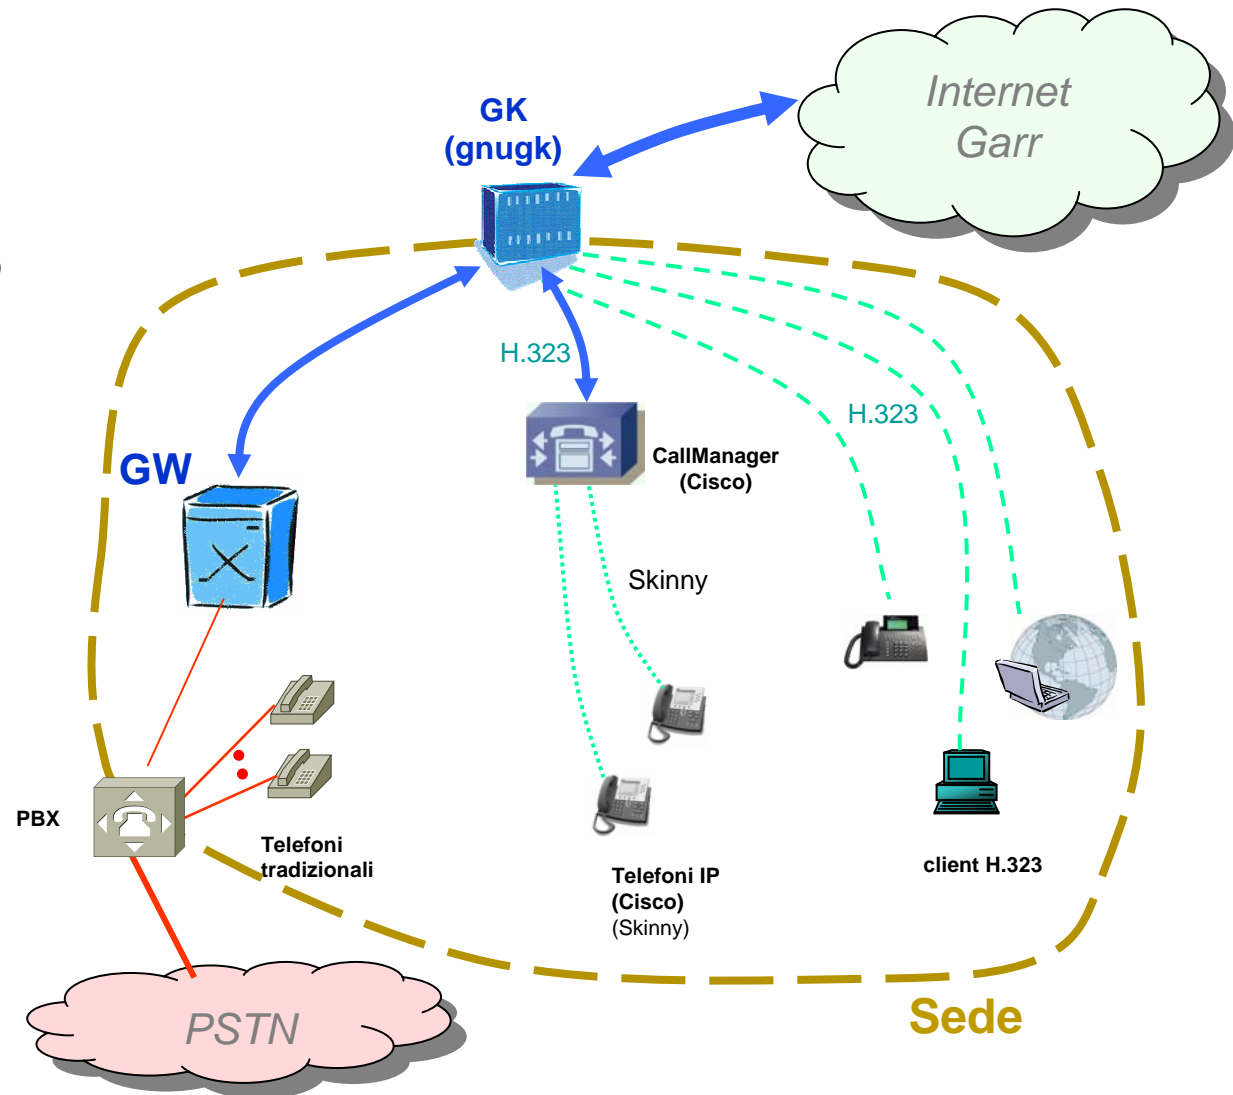 Internet
Garr
GK
(gnugk)
H.323
H.323
GW
CallManager
(Cisco)
Skinny
PBX
Telefoni
tradizionali
Telefoni IP
(Cisco)
(Skinny)
client H.323
Sede
PSTN